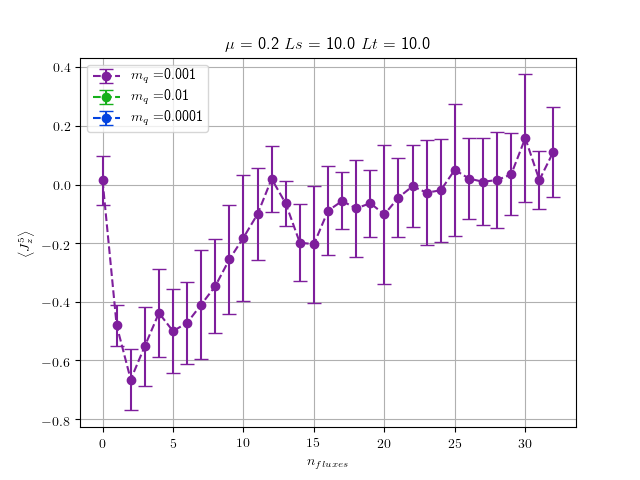 μ = 0.2 Ls = 10.0 Lt = 10.0
m_q =0.001
m_q =0.01
m_q =0.0001
0.4
0.2
0.0
−0.2
−0.4
−0.6
−0.8
⟨J_z^5⟩
0 5 10 15 20 25 30
n_fluxes